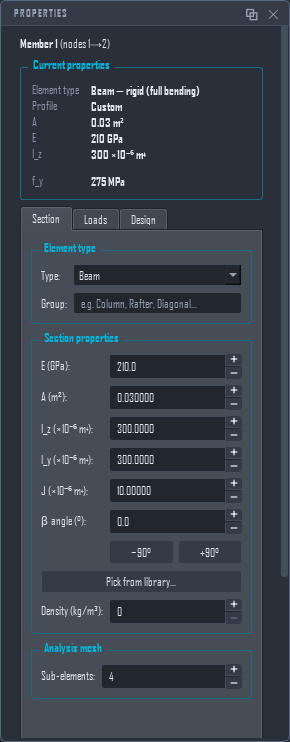 PROPERTIES
Member 1 (nodes 1→2)
Current properties
Element type Beam — rigid (full bending)
Profile Custom
A 0.03 m²
E 210 GPa
I_z 300 ×10⁻⁶ m⁴
f_y 275 MPa
Section Loads Design
Element type
Type: Beam
Group: e.g. Column, Rafter, Diagonal...
Section properties
E (GPa): 210.0
A (m²): 0.030000
I_z (×10⁻⁶ m⁴): 300.0000
I_y (×10⁻⁶ m⁴): 300.0000
J (×10⁻⁶ m⁴): 10.00000
β angle (°): 0.0
−90° +90°
Pick from library...
Density (kg/m³): 0
Analysis mesh
Sub-elements: 4